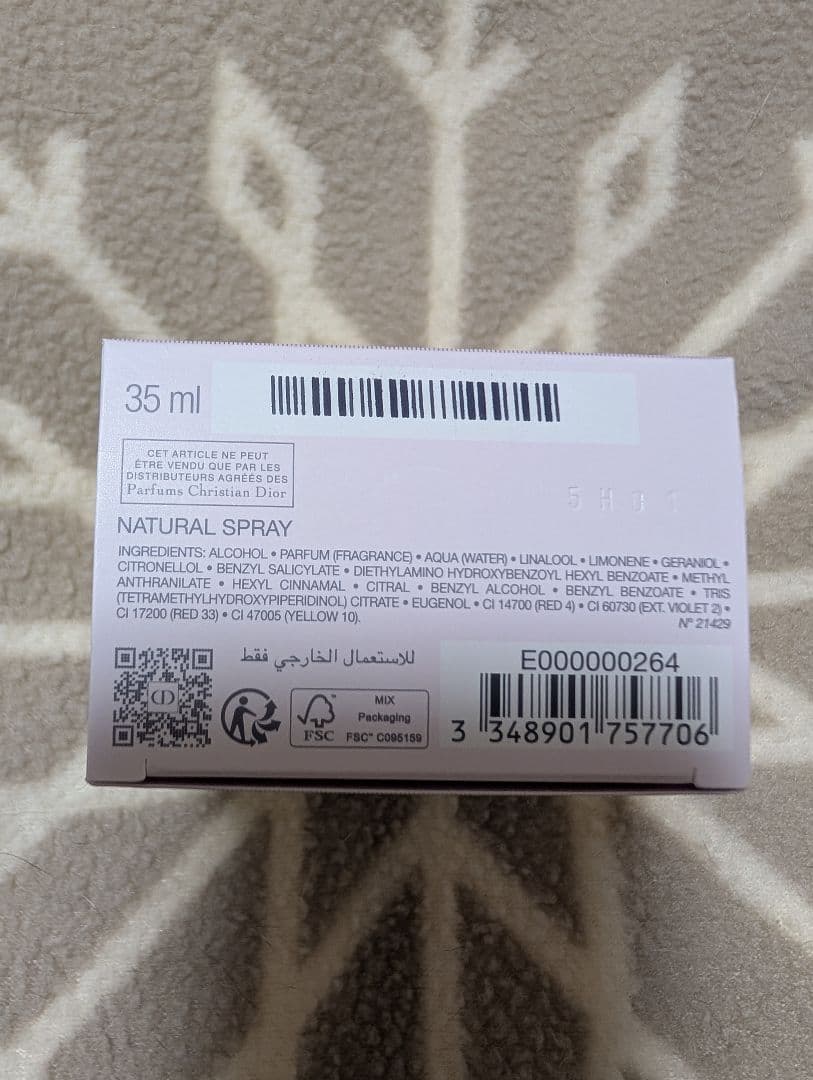 35 ml
CET ARTICLE NE PEUT
ÊTRE VENDU QUE PAR LES
DISTRIBUTEURS AGRÉÉS DES
Parfums Christian Dior
NATURAL SPRAY
INGREDIENTS: ALCOHOL • PARFUM (FRAGRANCE) • AQUA (WATER) • LINALOOL • LIMONENE • GERANIOL •
CITRONELLOL • BENZYL SALICYLATE • DIETHYLAMINO HYDROXYBENZOYL HEXYL BENZOATE • METHYL
ANTHRANILATE • HEXYL CINNAMAL • CITRAL • BENZYL ALCOHOL • BENZYL BENZOATE • TRIS
(TETRAMETHYLHYDROXYPIPERIDINOL) CITRATE • EUGENOL • CI 14700 (RED 4) • CI 60730 (EXT. VIOLET 2) •
CI 17200 (RED 33) • CI 47005 (YELLOW 10).
N° 21429
للاستعمال الخارجي فقط
CD
FSC™
MIX
Packaging
FSC™ C095159
E000000264
3 348901 757706